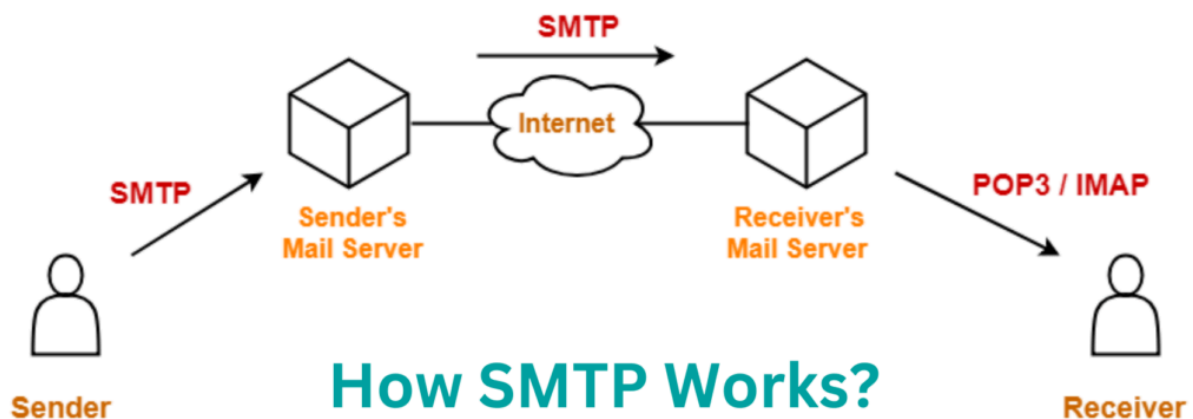 SMTP
Internet
SMTP
POP3 / IMAP
Sender's
Mail Server
Receiver's
Mail Server
How SMTP Works?
Sender
Receiver